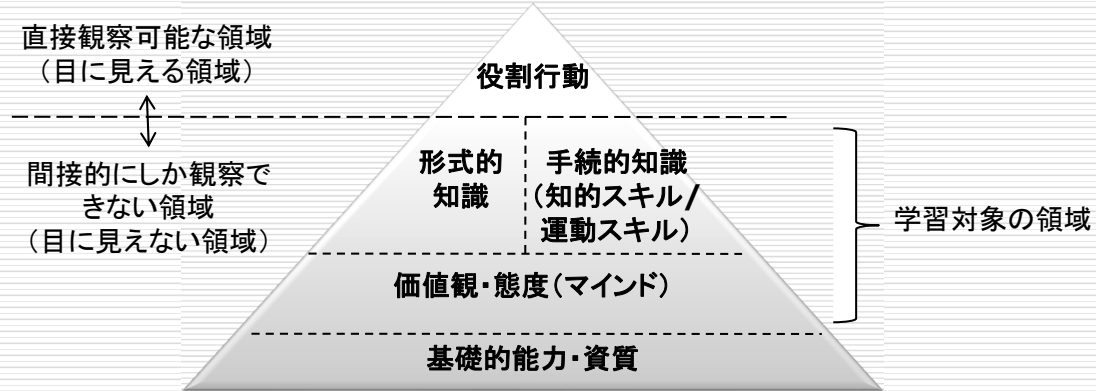 直接観察可能な領域
（目に見える領域）
役割行動
間接的にしか観察で
きない領域
（目に見えない領域）
形式的
知識
手続的知識
（知的スキル/
運動スキル）
学習対象の領域
価値観・態度（マインド）
基礎的能力・資質